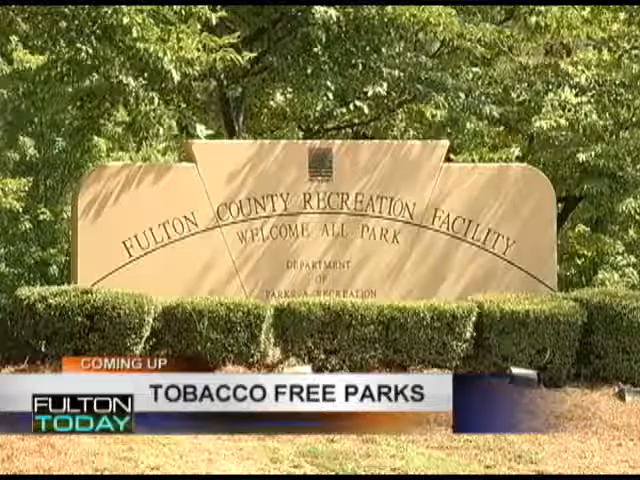 FULTON COUNTY RECREATION FACILITY
WELCOME ALL PARK
DEPARTMENT
OF
PARKS & RECREATION
COMING UP
TOBACCO FREE PARKS
FULTON
TODAY